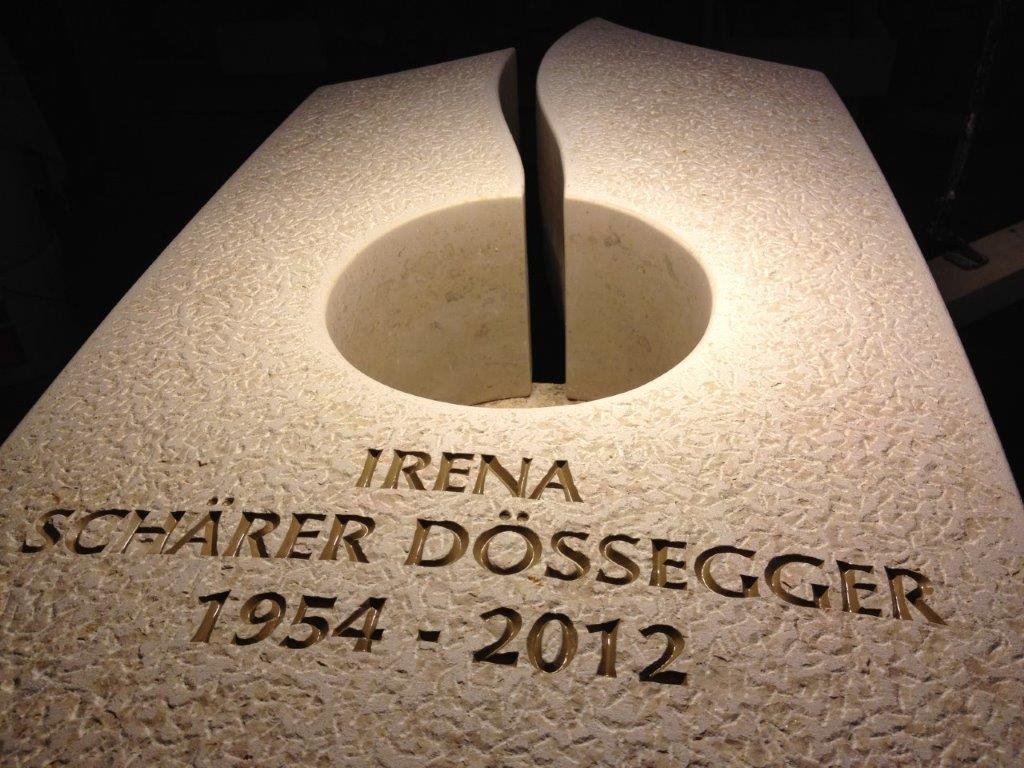 IRENA
SCHÄRER DÖSSEGGER
1954 - 2012